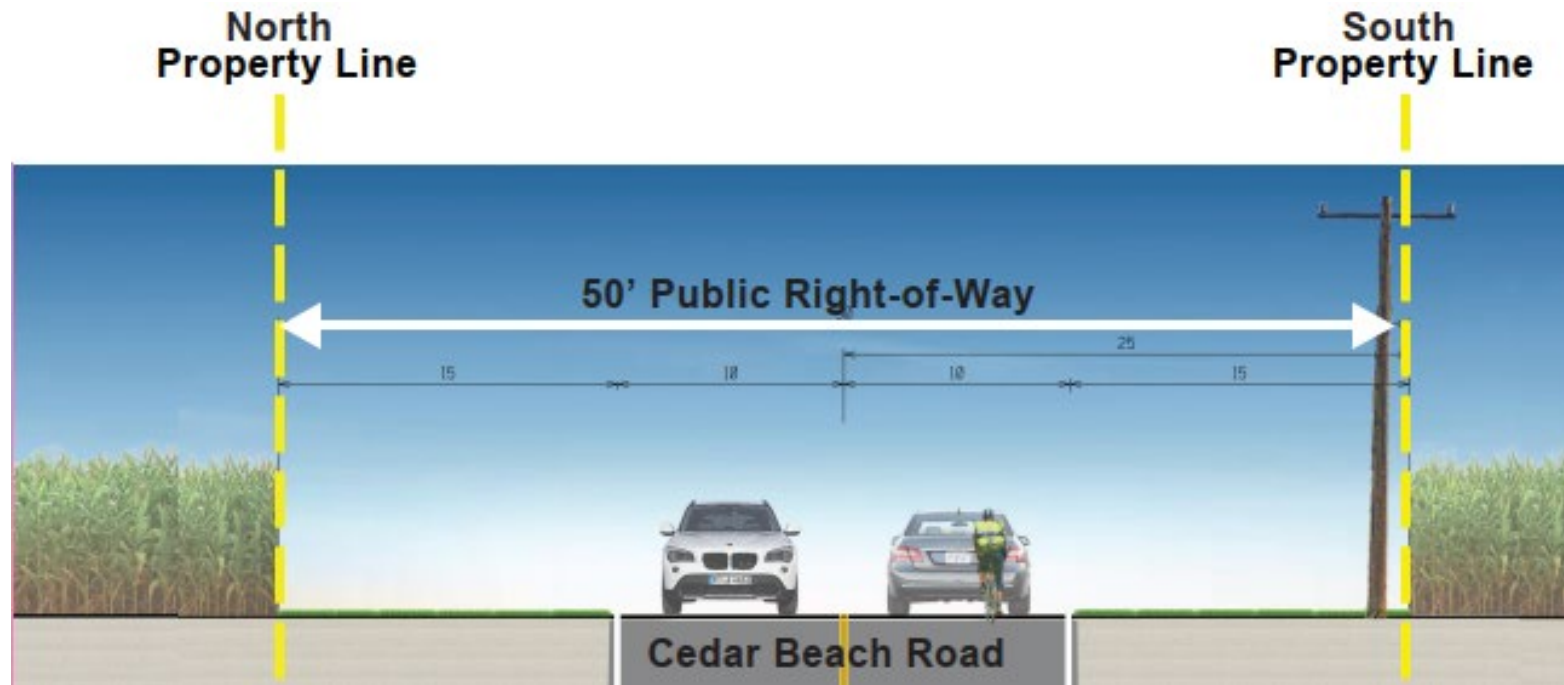 North
Property Line
South
Property Line
50' Public Right-of-Way
25
15
10
10
15
Cedar Beach Road